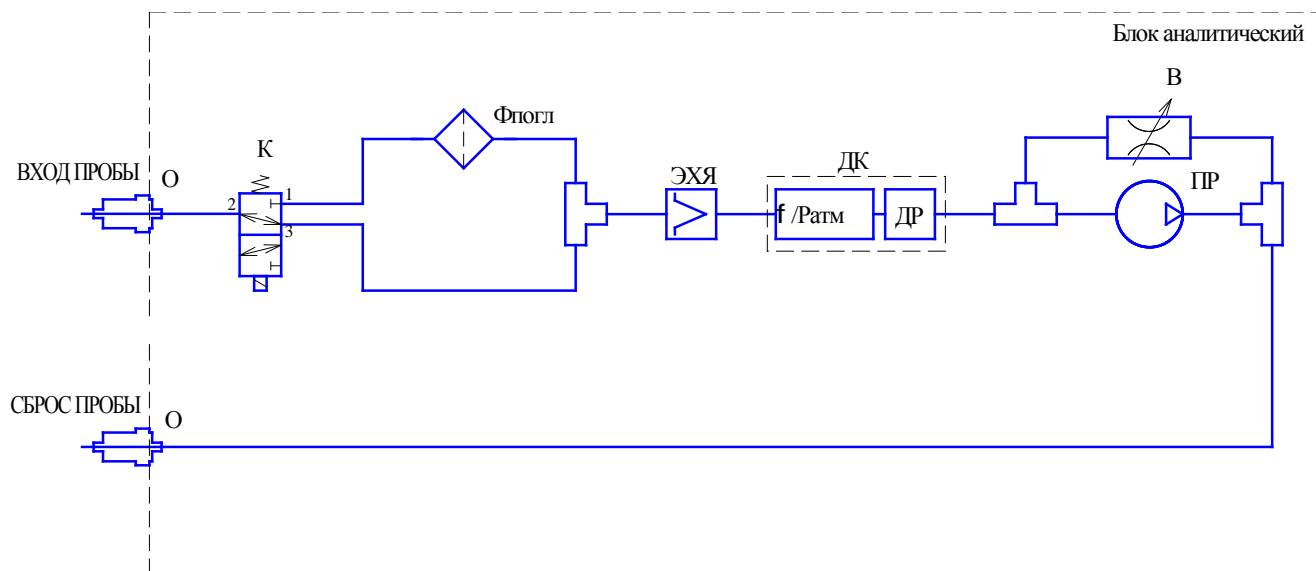 Блок аналитический
В
Фпогл
К
ДК
ЭХЯ
ПР
ВХОД ПРОБЫ
О
1
2
f /Pатм
ДР
3
СБРОС ПРОБЫ
О